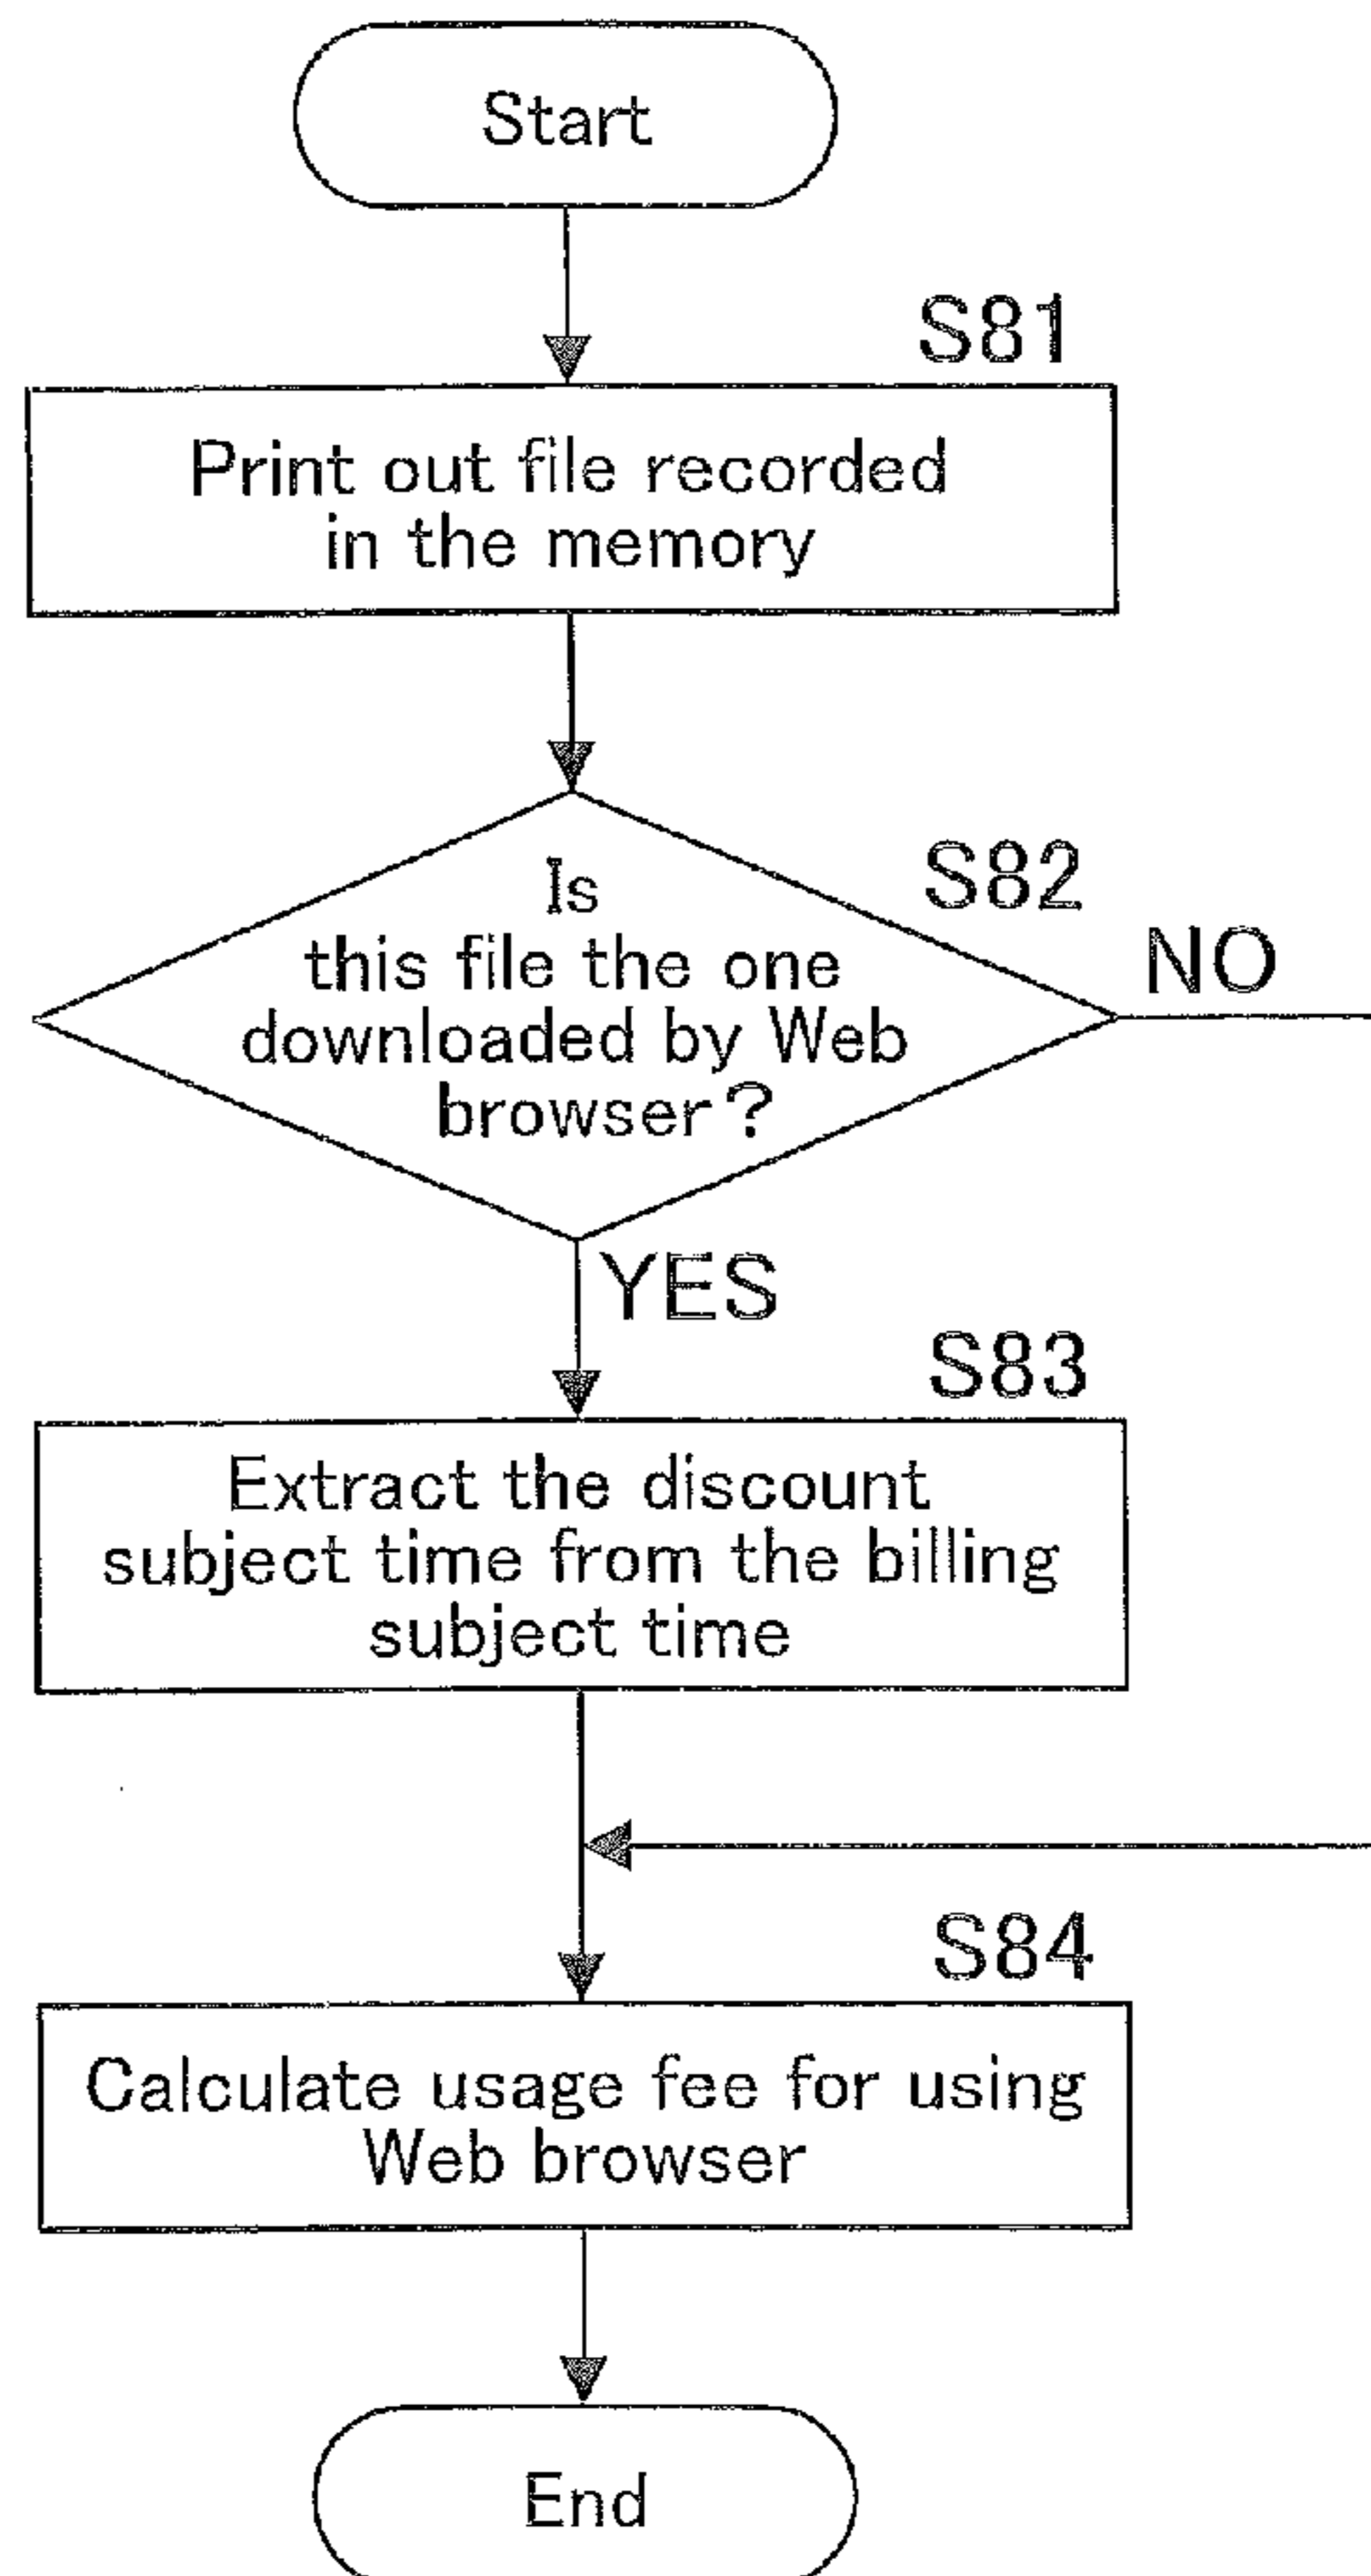 Start
S81
Print out file recorded
in the memory
S82
Is
this file the one
downloaded by Web
browser?
NO
YES
S83
Extract the discount
subject time from the billing
subject time
S84
Calculate usage fee for using
Web browser
End